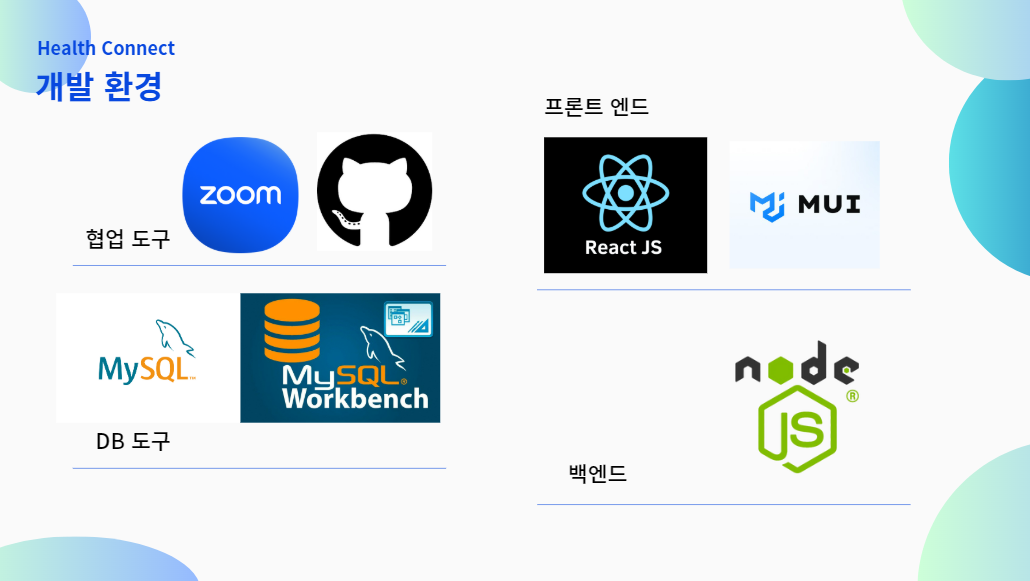 Health Connect
개발 환경
zoom
협업 도구
MySQL™
MySQL®
Workbench
DB 도구
프론트 엔드
React JS
MUI
node
JS
®
백엔드